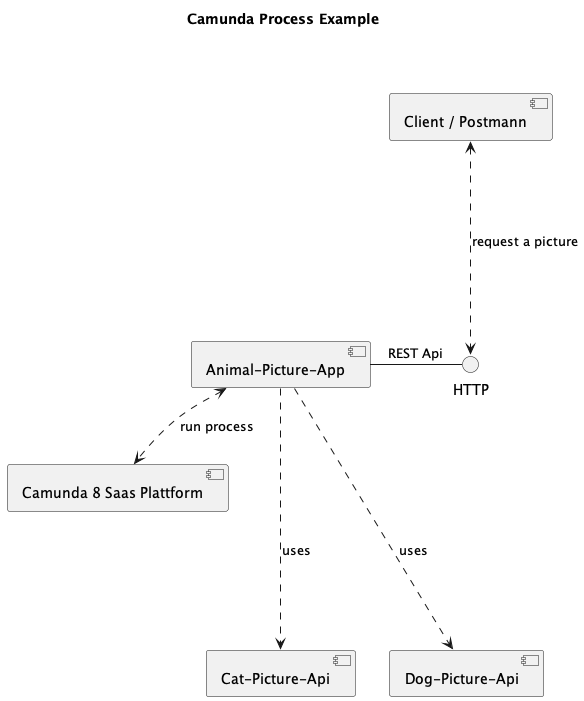 Camunda Process Example
Client / Postmann
request a picture
REST Api
Animal-Picture-App
HTTP
run process
Camunda 8 Saas Plattform
uses
uses
Cat-Picture-Api
Dog-Picture-Api